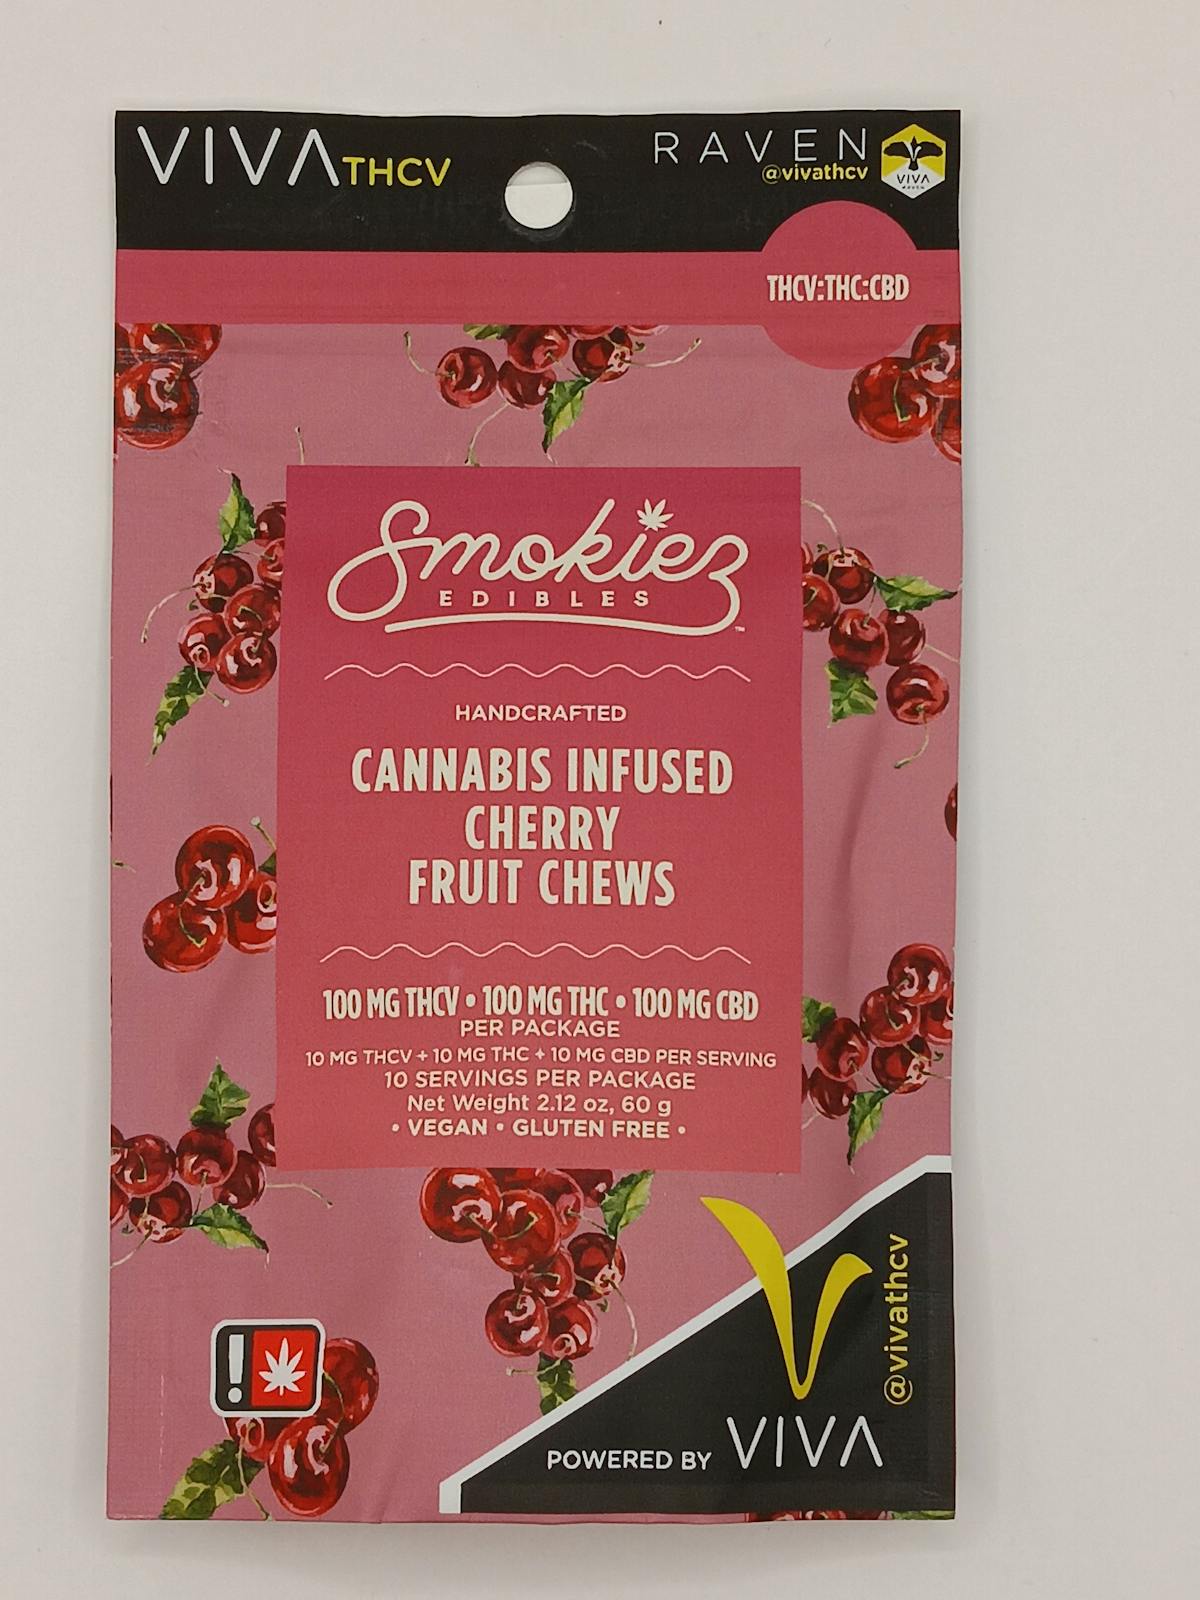 VIVA THCV
RAVEN
@vivathcv
VIVA
THCV:THC:CBD
Smokiez
EDIBLES
™
HANDCRAFTED
CANNABIS INFUSED
CHERRY
FRUIT CHEWS
100 MG THCV • 100 MG THC • 100 MG CBD
PER PACKAGE
10 MG THCV + 10 MG THC + 10 MG CBD PER SERVING
10 SERVINGS PER PACKAGE
Net Weight 2.12 oz, 60 g
• VEGAN • GLUTEN FREE •
!
@vivathcv
POWERED BY VIVA